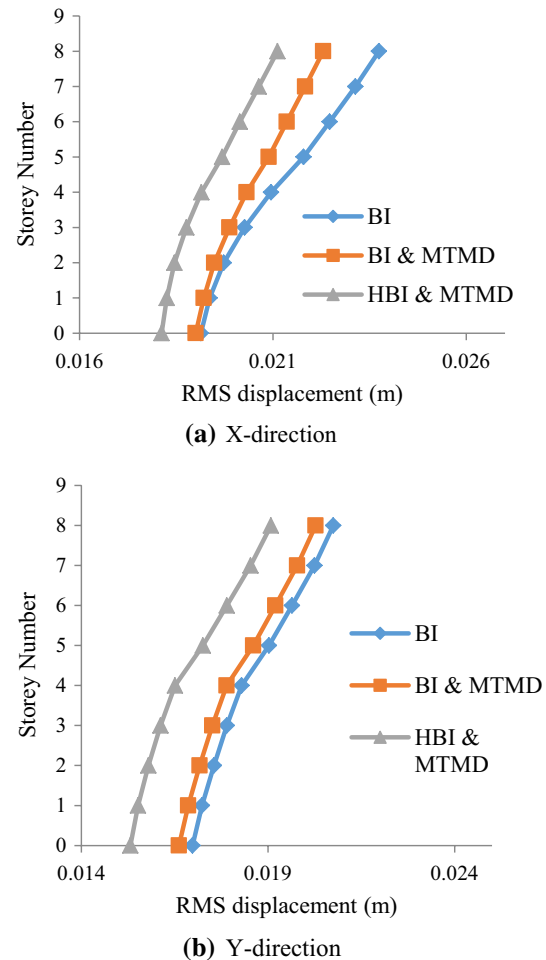 9
8
7
6
5
4
3
2
1
0
Storey Number
BI
BI & MTMD
HBI & MTMD
0.016
0.021
0.026
RMS displacement (m)
(a) X-direction
9
8
7
6
5
4
3
2
1
0
Storey Number
BI
BI & MTMD
HBI &
MTMD
0.014
0.019
0.024
RMS displacement (m)
(b) Y-direction